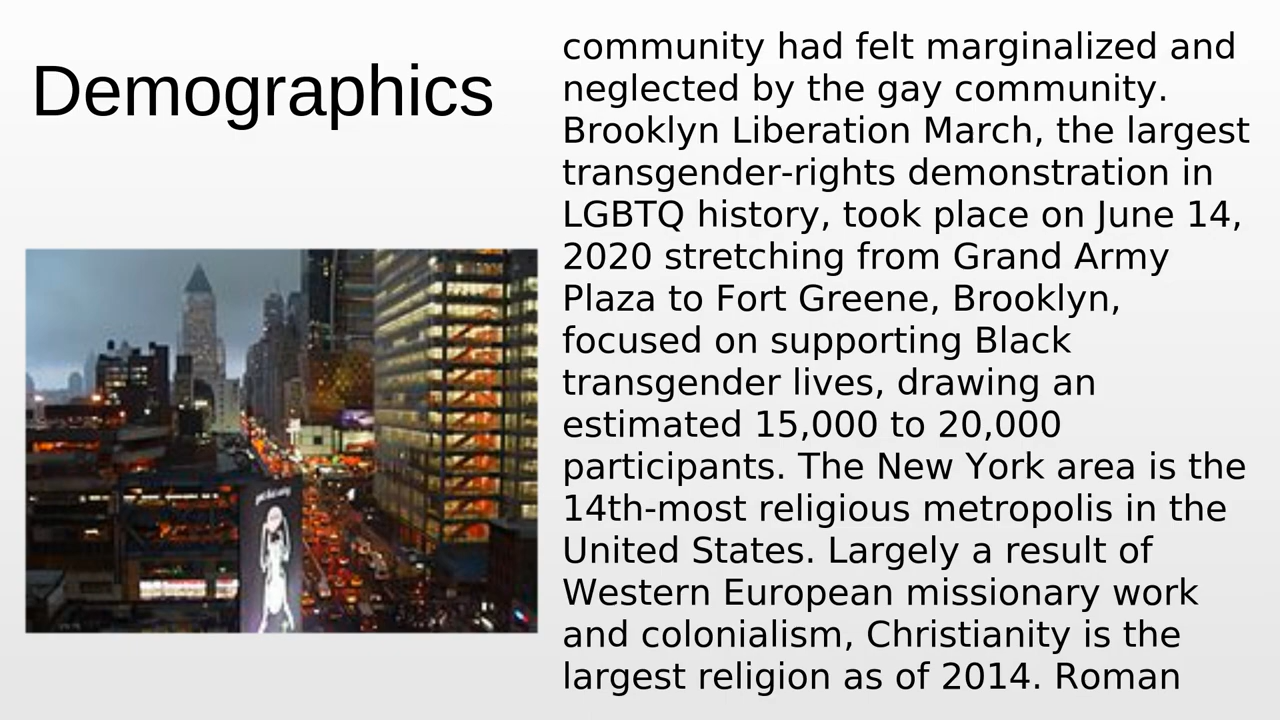 Demographics
community had felt marginalized and
neglected by the gay community.
Brooklyn Liberation March, the largest
transgender-rights demonstration in
LGBTQ history, took place on June 14,
2020 stretching from Grand Army
Plaza to Fort Greene, Brooklyn,
focused on supporting Black
transgender lives, drawing an
estimated 15,000 to 20,000
participants. The New York area is the
14th-most religious metropolis in the
United States. Largely a result of
Western European missionary work
and colonialism, Christianity is the
largest religion as of 2014. Roman